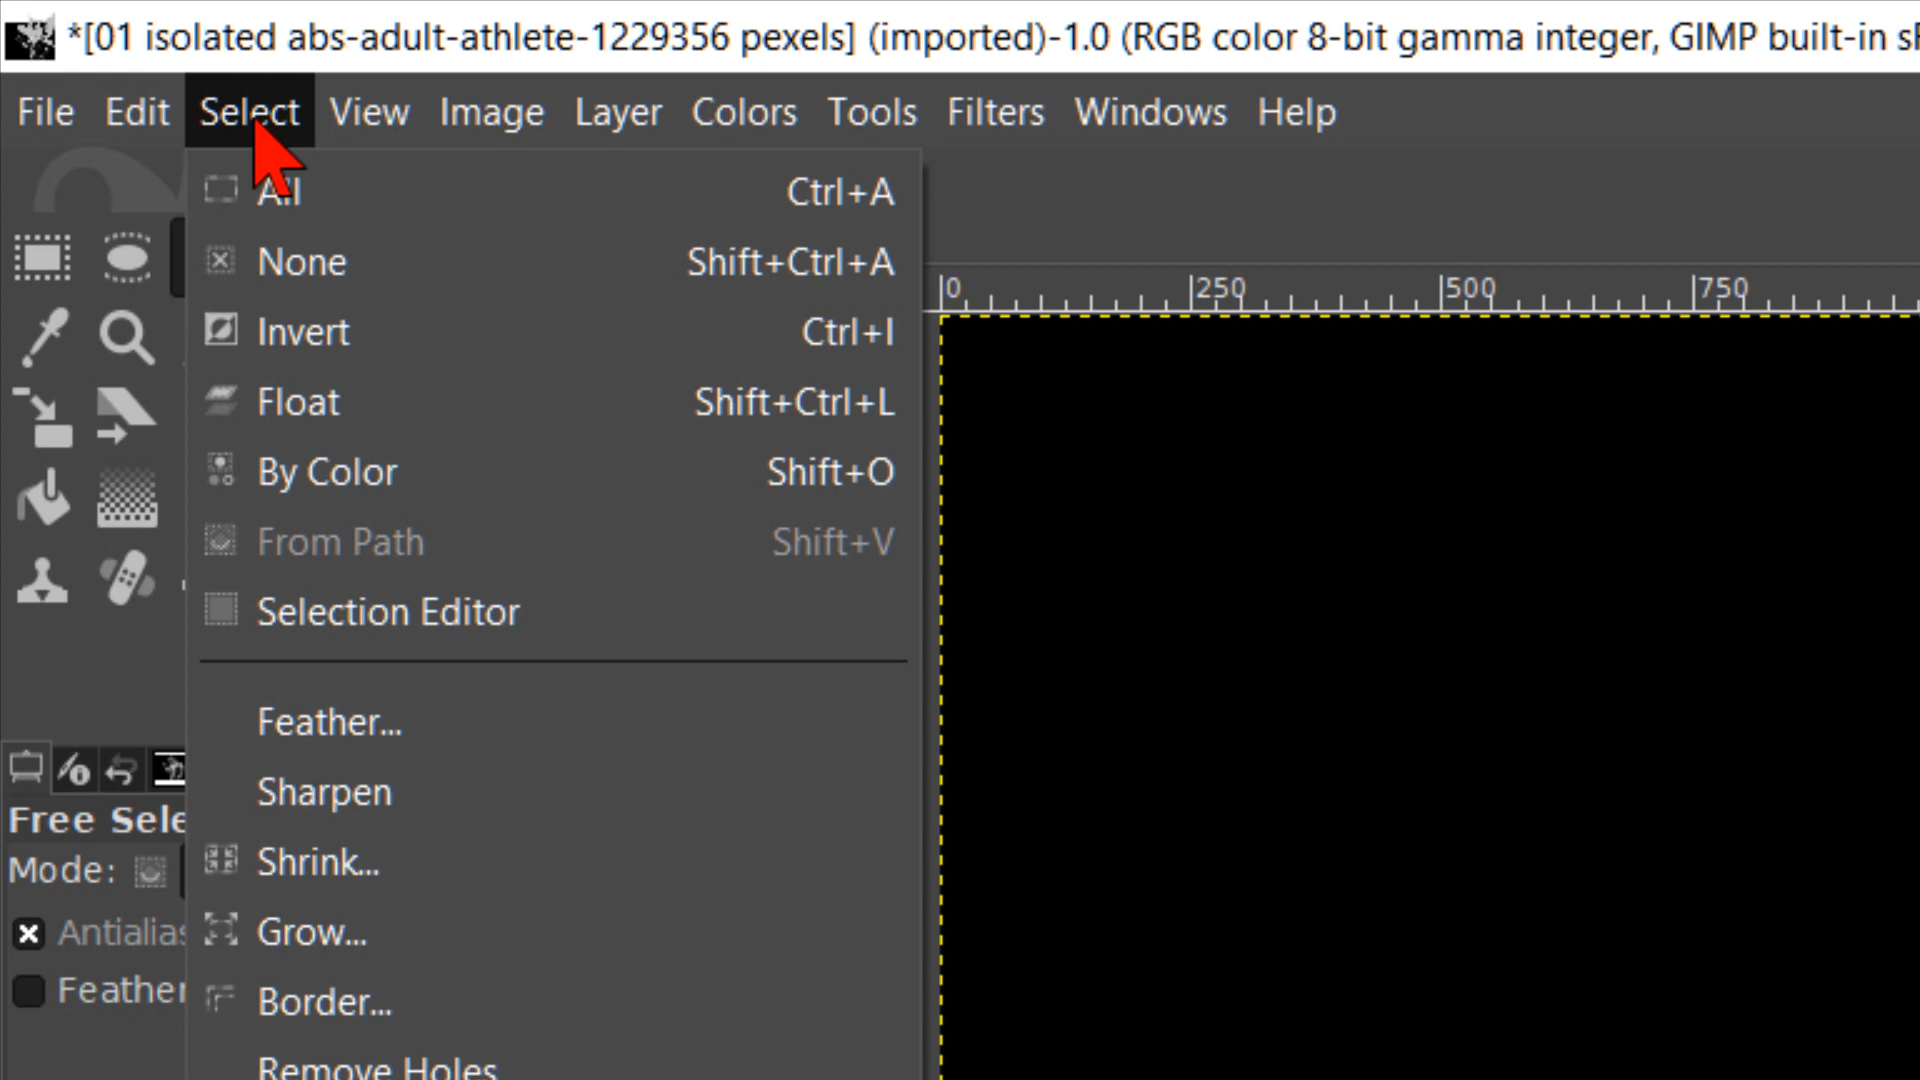 *[01 isolated abs-adult-athlete-1229356 pexels] (imported)-1.0 (RGB color 8-bit gamma integer, GIMP built-in
File Edit Select View Image Layer Colors Tools Filters Windows Help
All Ctrl+A
None Shift+Ctrl+A
Invert Ctrl+I
Float Shift+Ctrl+L
By Color Shift+O
From Path Shift+V
Selection Editor
0 250 500 750
Feather...
Sharpen
Shrink...
Grow...
Border...
Remove Holes
Free Sele
Mode:
Antialias
Feather